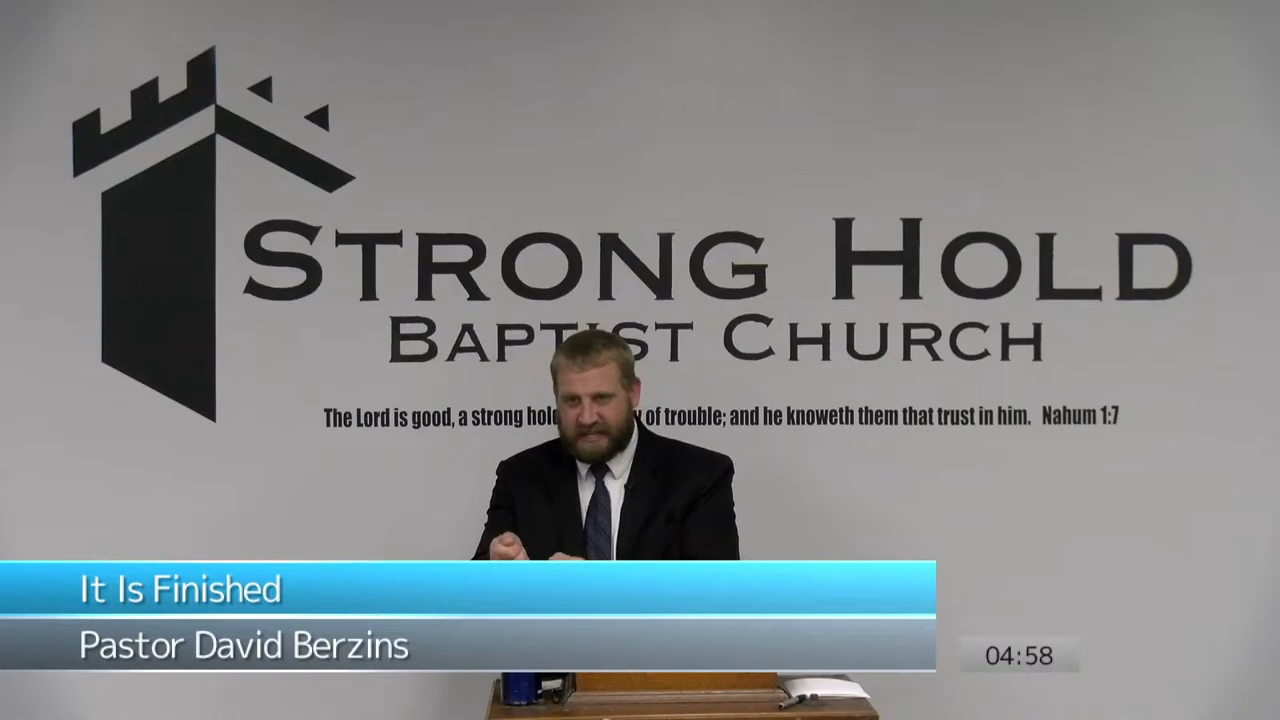 STRONG HOLD
BAPTIST CHURCH
The Lord is good, a strong hold y of trouble; and he knoweth them that trust in him. Nahum 1:7
It Is Finished
Pastor David Berzins
04:58